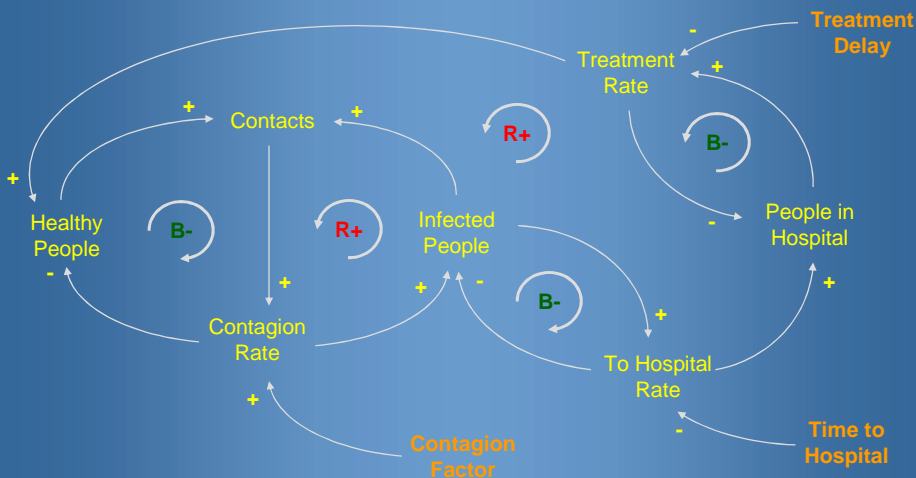 Treatment
Delay
-
Treatment
Rate
+
+
Contacts
+
R+
B-
+
Healthy
People
B-
R+
Infected
People
-
People in
Hospital
-
+
+
-
B-
+
Contagion
Rate
+
To Hospital
Rate
+
-
Time to
Hospital
Contagion
Factor